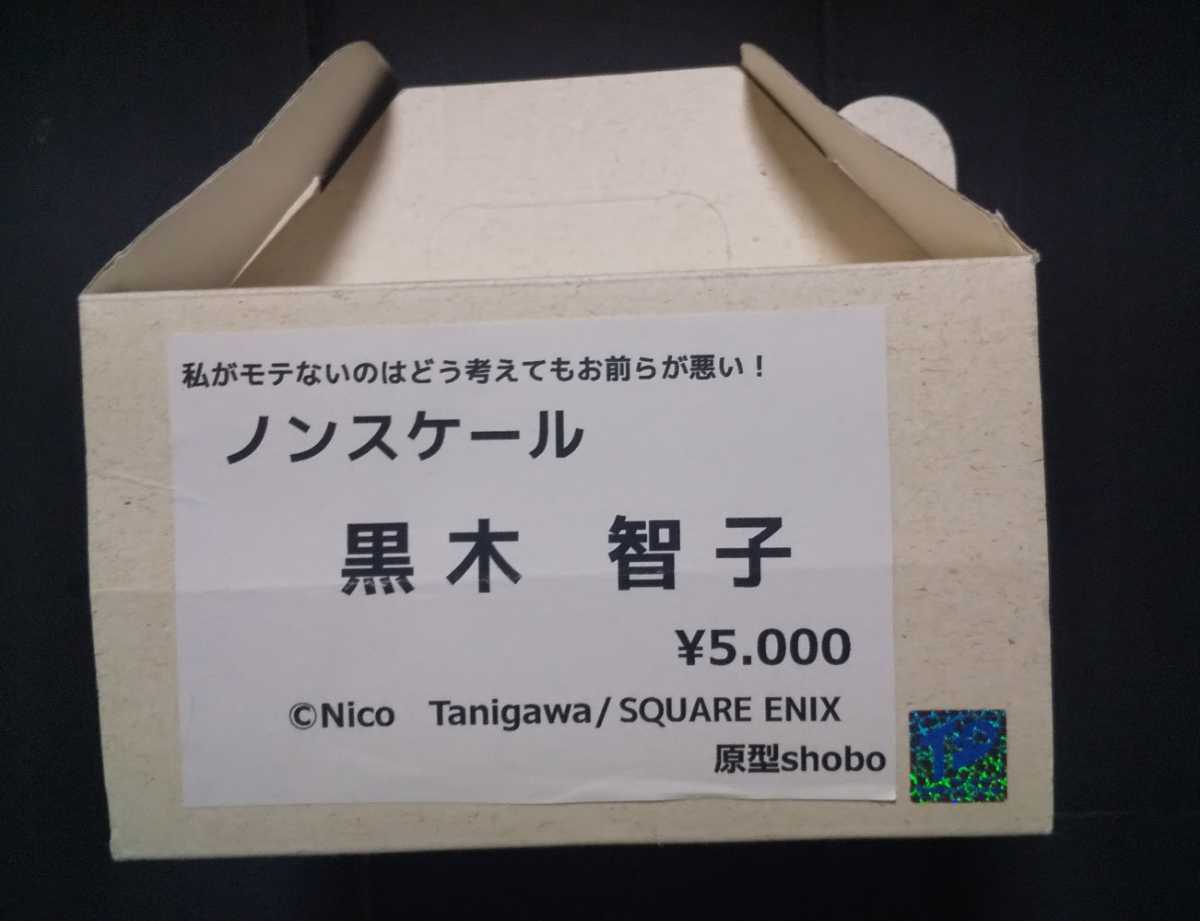 私がモテないのはどう考えてもお前らが悪い！
ノンスケール
黒木　智子
¥5.000
©Nico　Tanigawa/SQUARE ENIX
原型shobo
TP